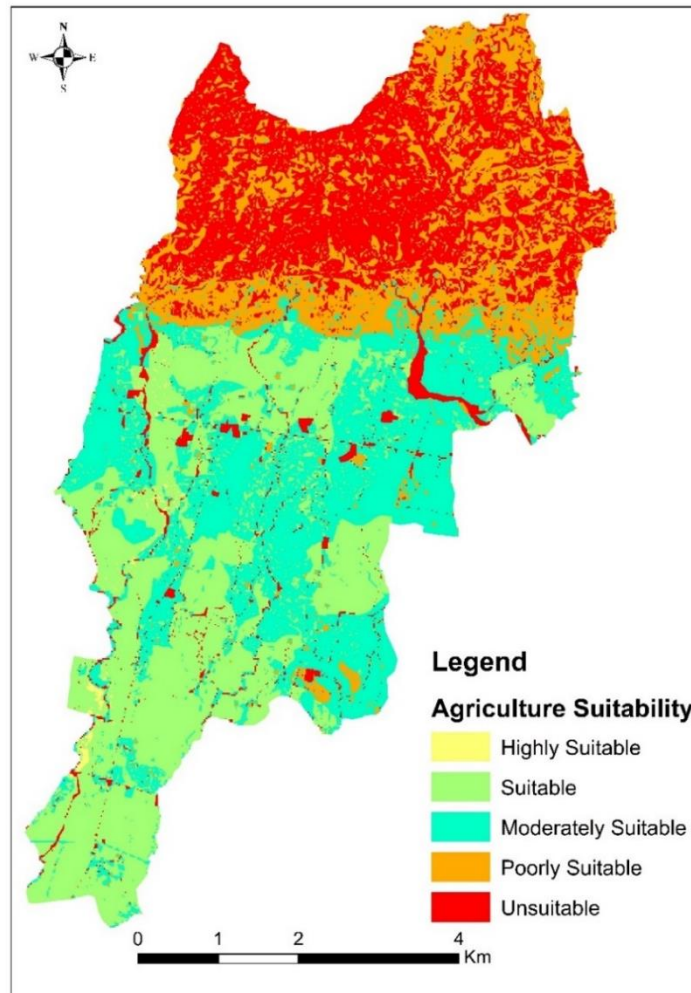 N
W E
S
Legend
Agriculture Suitability
Highly Suitable
Suitable
Moderately Suitable
Poorly Suitable
Unsuitable
0 1 2 4
Km